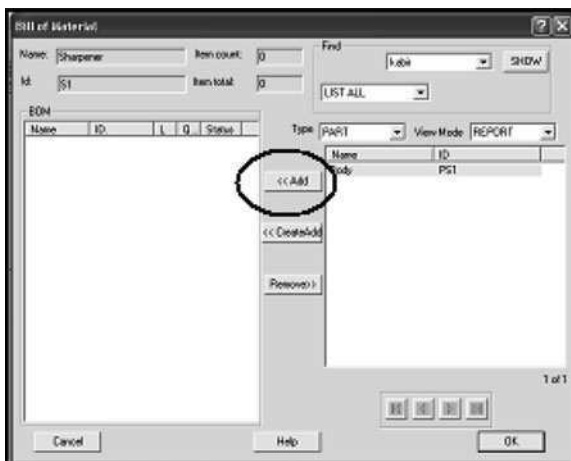 Bill of Material
Name: Sharpener Item count: 0 Find
kabir SHOW
Id: S1 Item total: 0
LIST ALL
BOM
Name ID L Q... Status
Type PART View Mode REPORT
Name ID
Body PS1
<< Add
<< CreateAdd
Remove>>
1 of 1
Cancel Help OK